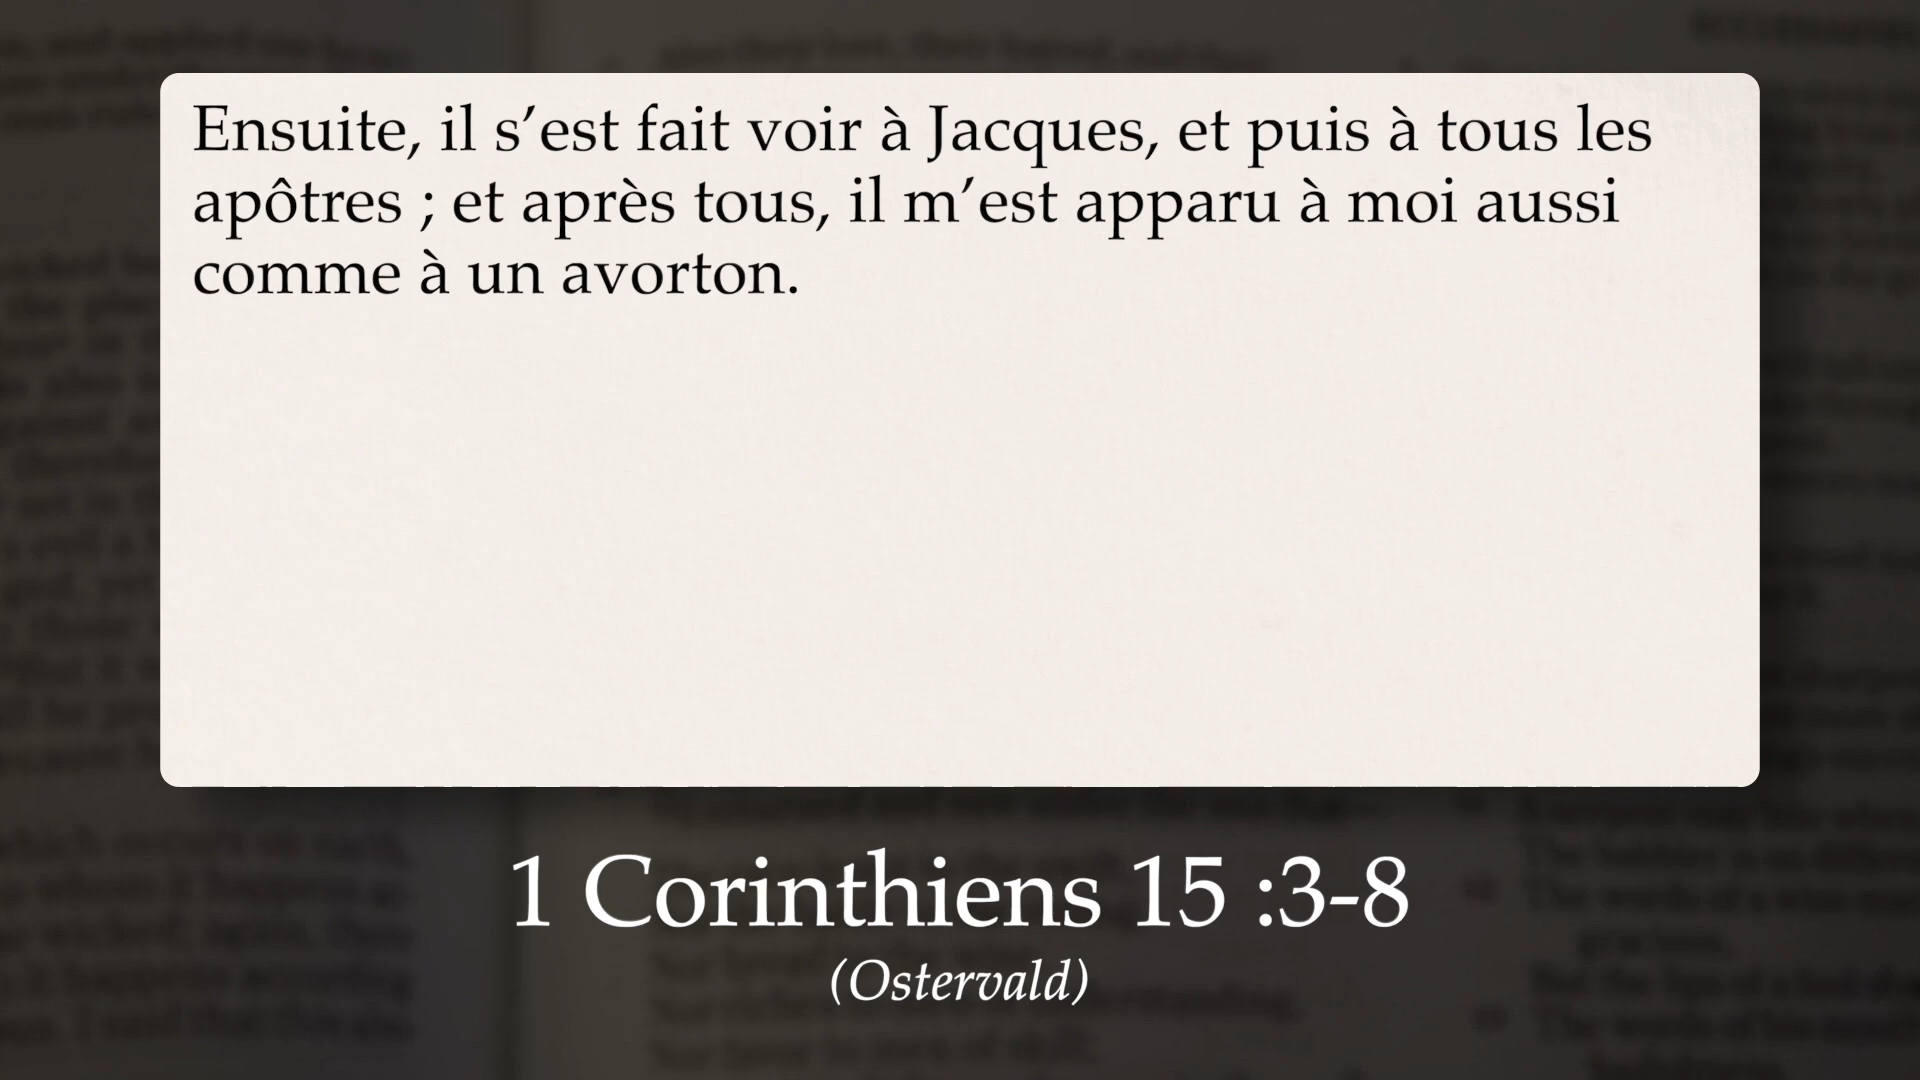 Ensuite, il s’est fait voir à Jacques, et puis à tous les
apôtres ; et après tous, il m’est apparu à moi aussi
comme à un avorton.
1 Corinthiens 15 :3-8
(Ostervald)